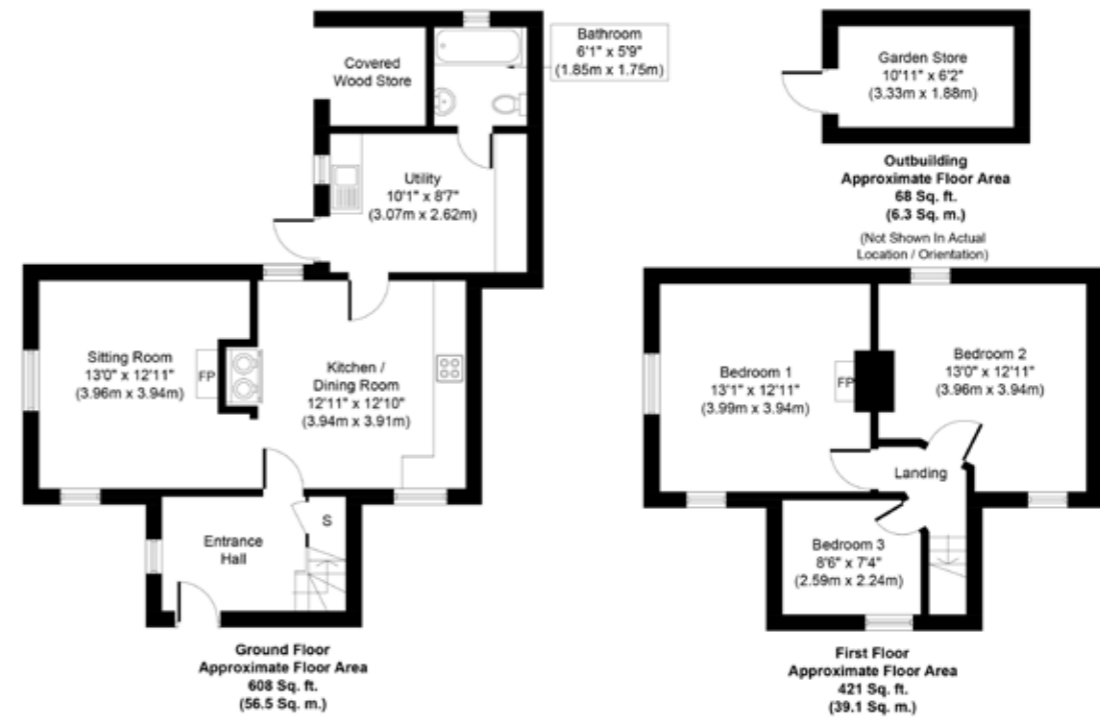 Covered
Wood Store
Bathroom
6'1" x 5'9"
(1.85m x 1.75m)
Utility
10'1" x 8'7"
(3.07m x 2.62m)
Sitting Room
13'0" x 12'11"
(3.96m x 3.94m)
FP
Kitchen /
Dining Room
12'11" x 12'10"
(3.94m x 3.91m)
Entrance
Hall
S
Ground Floor
Approximate Floor Area
608 Sq. ft.
(56.5 Sq. m.)
Garden Store
10'11" x 6'2"
(3.33m x 1.88m)
Outbuilding
Approximate Floor Area
68 Sq. ft.
(6.3 Sq. m.)
(Not Shown In Actual
Location / Orientation)
Bedroom 1
13'1" x 12'11"
(3.99m x 3.94m)
FP
Bedroom 2
13'0" x 12'11"
(3.96m x 3.94m)
Landing
Bedroom 3
8'6" x 7'4"
(2.59m x 2.24m)
First Floor
Approximate Floor Area
421 Sq. ft.
(39.1 Sq. m.)